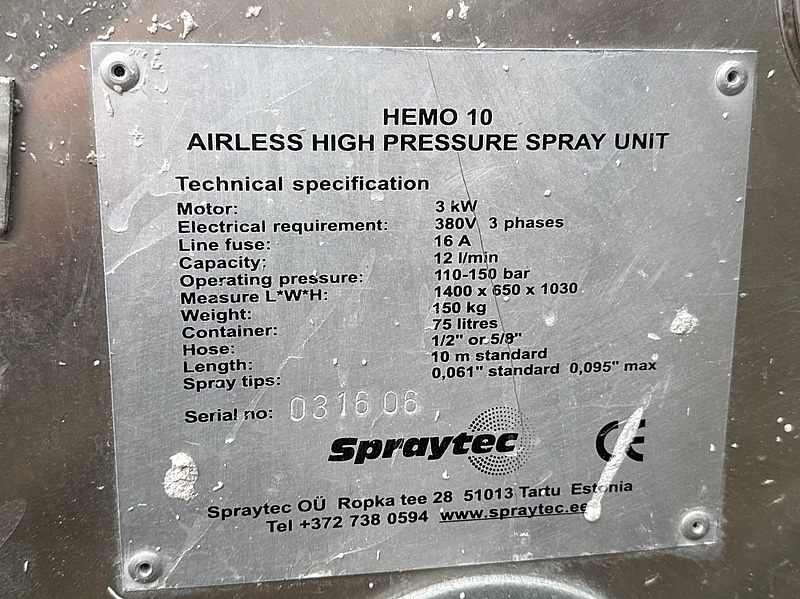 HEMO 10
AIRLESS HIGH PRESSURE SPRAY UNiT
Technical specification
Motor: 3 kW
Electrical requirement: 380V 3 phases
Line fuse: 16 A
Capacity: 12 l/min
Operating pressure: 110-150 bar
Measure L*W*H: 1400 x 650 x 1030
Weight: 150 kg
Container: 75 litres
Hose: 1/2" or 5/8"
Length: 10 m standard
Spray tips: 0,061" standard 0,095" max
Serial no: 031606
Spraytec
CE
Spraytec OÜ Ropka tee 28 51013 Tartu Estonia
Tel +372 738 0594 www.spraytec.ee